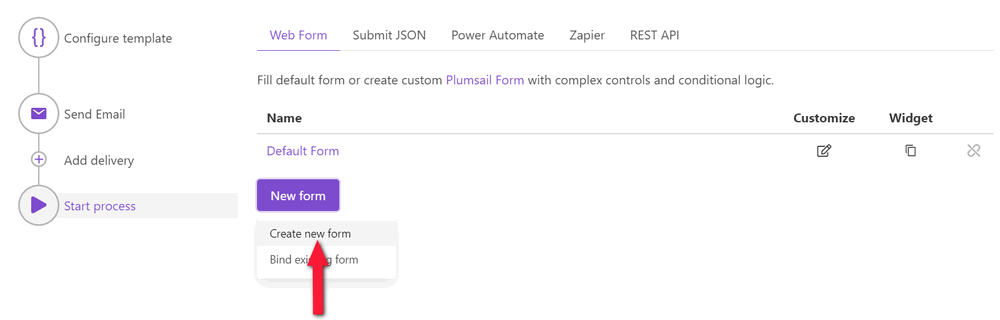 Configure template
Send Email
Add delivery
Start process
Web Form Submit JSON Power Automate Zapier REST API
Fill default form or create custom Plumsail Form with complex controls and conditional logic.
Name Customize Widget
Default Form
New form
Create new form
Bind existing form